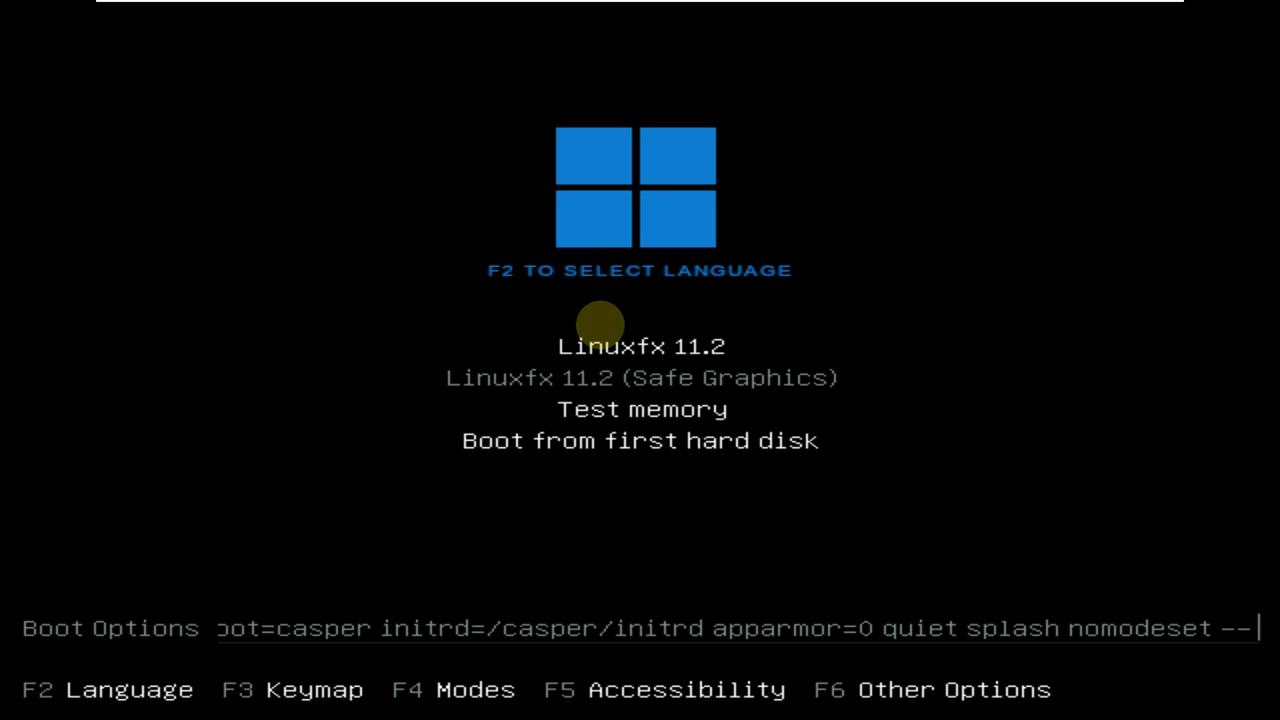 F2 TO SELECT LANGUAGE
Linuxfx 11.2
Linuxfx 11.2 (Safe Graphics)
Test memory
Boot from first hard disk
Boot Options oot=casper initrd=/casper/initrd apparmor=0 quiet splash nomodeset --
F2 Language F3 Keymap F4 Modes F5 Accessibility F6 Other Options